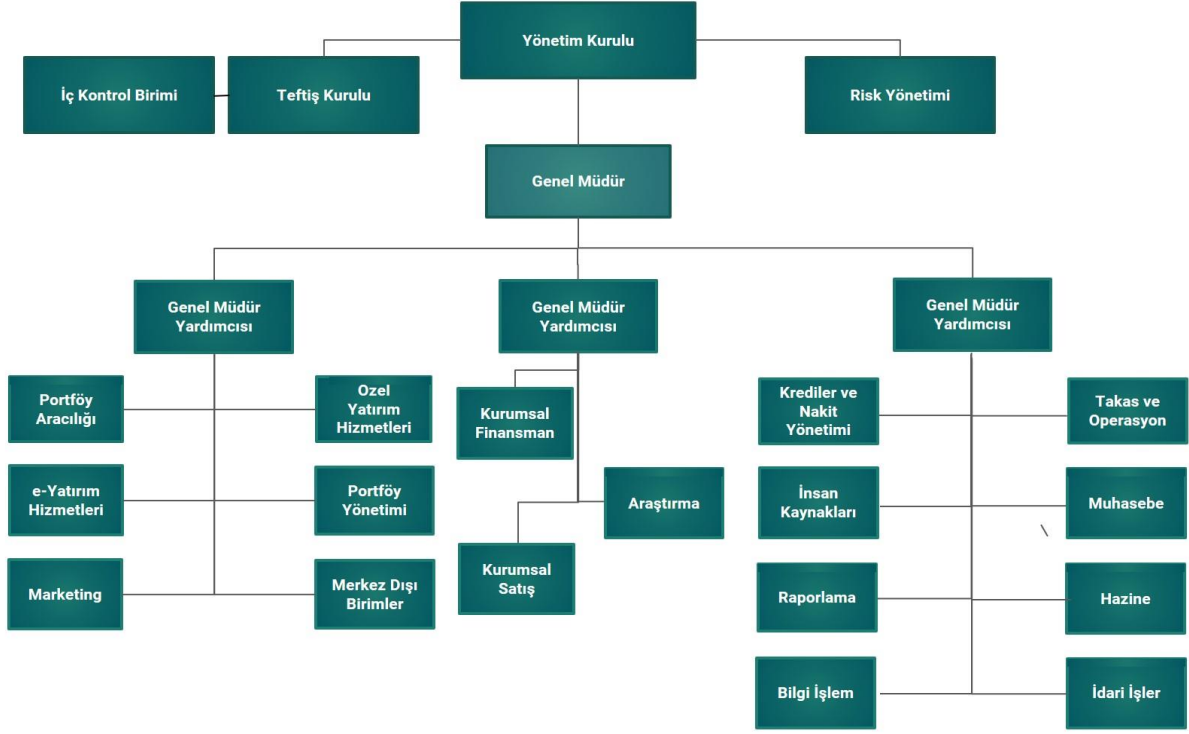 Yönetim Kurulu
İç Kontrol Birimi
Teftiş Kurulu
Risk Yönetimi
Genel Müdür
Genel Müdür
Yardımcısı
Genel Müdür
Yardımcısı
Genel Müdür
Yardımcısı
Portföy
Aracılığı
Ozel
Yatırım
Hizmetleri
Kurumsal
Finansman
Krediler ve
Nakit
Yönetimi
Takas ve
Operasyon
e-Yatırım
Hizmetleri
Portföy
Yönetimi
Araştırma
İnsan
Kaynakları
Muhasebe
Marketing
Merkez Dışı
Birimler
Kurumsal
Satış
Raporlama
Hazine
Bilgi İşlem
İdari İşler